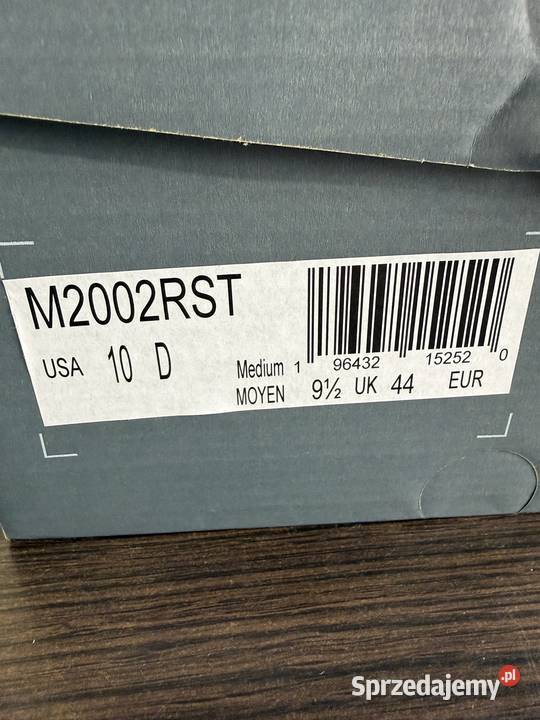 M2002RST
USA 10 D
Medium
MOYEN
1 96432 15252 0
9½ UK 44 EUR
Sprzedajemy.pl